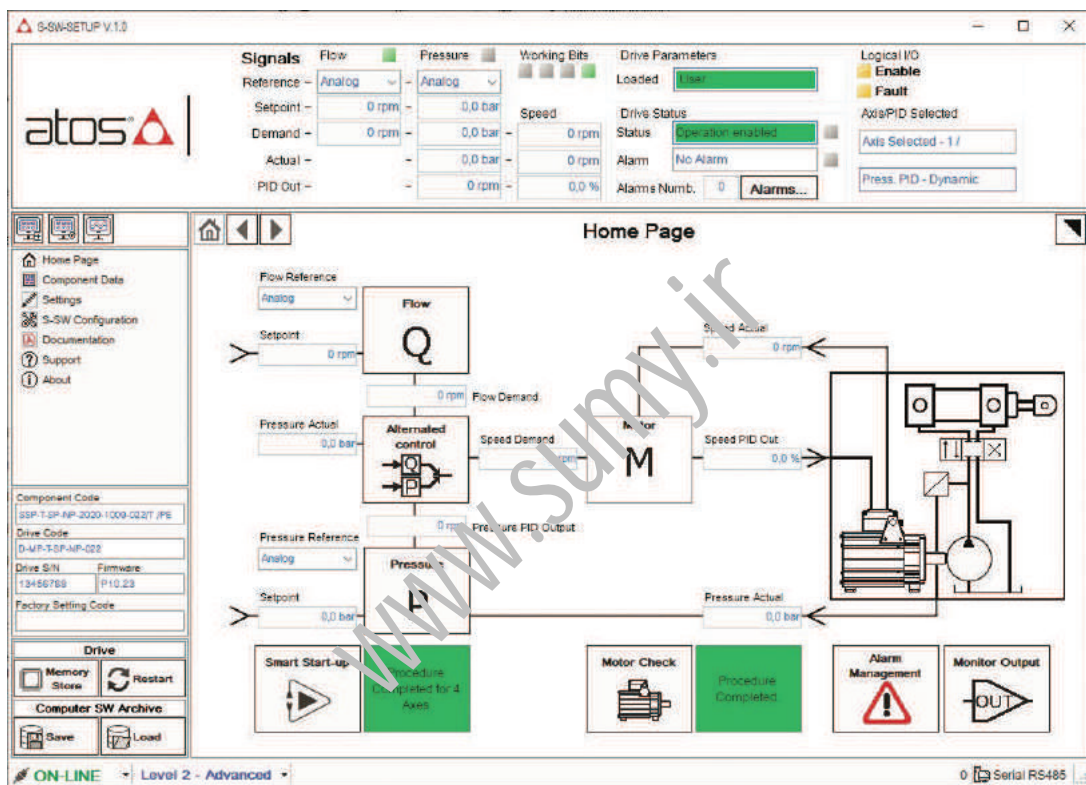 S-SW-SETUP V.1.0
atos
Signals Flow Pressure Working Bits Drive Parameters Logical I/O
Reference – Analog – Analog Loaded User Enable
Fault
Setpoint – 0 rpm – 0,0 bar Speed Drive Status Axis/PID Selected
Demand – 0 rpm – 0,0 bar – 0 rpm Status Operation enabled Axis Selected - 1 /
Actual – – 0,0 bar – 0 rpm Alarm No Alarm
PID Out – – 0 rpm – 0,0 % Alarms Numb. 0 Alarms... Press. PID - Dynamic
Home Page
Home Page
Component Data
Settings
S-SW Configuration
Documentation
Support
About
Component Code
SSP-T-SP-NP-2020-1009-022/T /PE
Drive Code
D-MP-T-SP-NP-022
Drive S/N Firmware
13456789 P10.23
Factory Setting Code
Drive
Memory Store
Restart
Computer SW Archive
Save
Load
Flow Reference
Analog
Flow
Q
Setpoint
0 rpm
0 rpm Flow Demand
Speed Actual
0 rpm
Pressure Actual
0,0 bar
Alternated
control
Q
P
Speed Demand
rpm
Motor
M
Speed PID Out
0,0 %
0 rpm Pressure PID Output
Pressure Reference
Analog
Pressure
P
Setpoint
0,0 bar
Pressure Actual
0,0 bar
Smart Start-up
Procedure
Completed for 4
Axes
Motor Check
Procedure
Completed
Alarm
Management
Monitor Output
OUT
www.sumy.ir
ON-LINE Level 2 - Advanced 0 Serial RS485